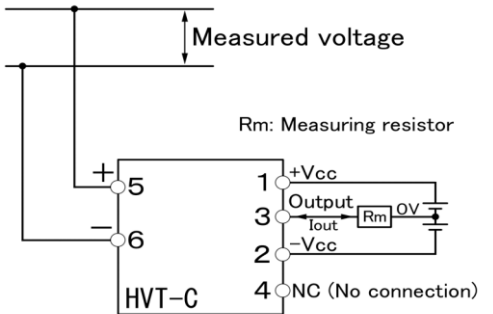 Measured voltage
Rm: Measuring resistor
+ 5
1 +Vcc
Output
3 Iout Rm 0V
− 6
2 −Vcc
HVT-C
4 NC (No connection)